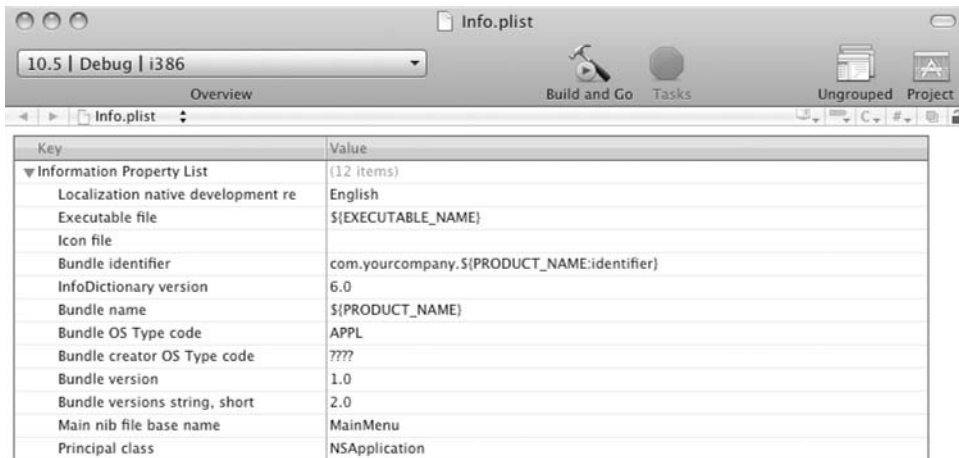 Info.plist
10.5 | Debug | i386
Overview
Build and Go
Tasks
Ungrouped
Project
Info.plist
C
#
Key Value
Information Property List (12 items)
Localization native development re English
Executable file ${EXECUTABLE_NAME}
Icon file
Bundle identifier com.yourcompany.${PRODUCT_NAME:identifier}
InfoDictionary version 6.0
Bundle name ${PRODUCT_NAME}
Bundle OS Type code APPL
Bundle creator OS Type code ????
Bundle version 1.0
Bundle versions string, short 2.0
Main nib file base name MainMenu
Principal class NSApplication